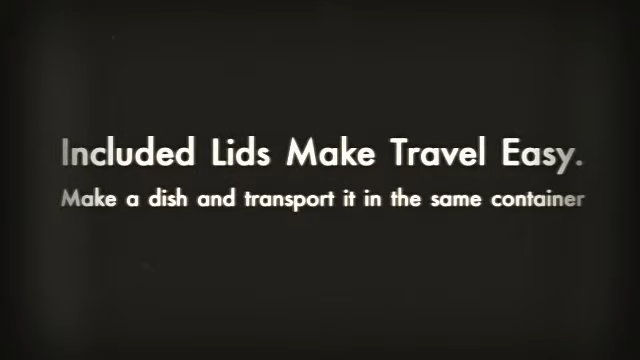 Included Lids Make Travel Easy.
Make a dish and transport it in the same container